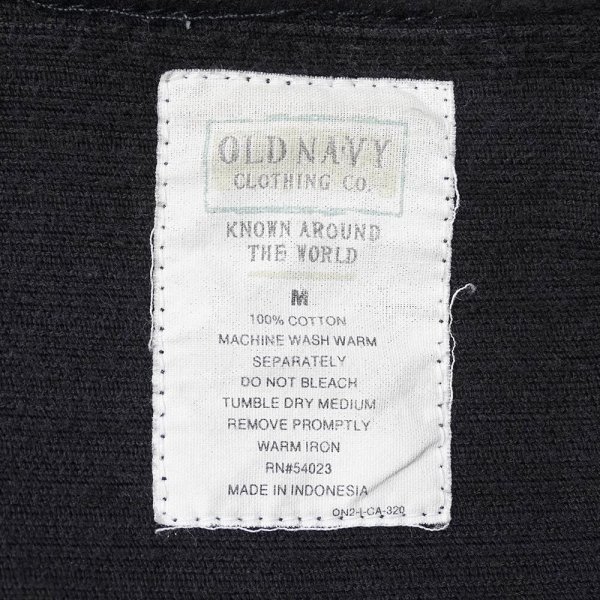 OLD NAVY
CLOTHING CO.
KNOWN AROUND
THE WORLD
M
100% COTTON
MACHINE WASH WARM
SEPARATELY
DO NOT BLEACH
TUMBLE DRY MEDIUM
REMOVE PROMPTLY
WARM IRON
RN#54023
MADE IN INDONESIA
ON2-I-CA-320